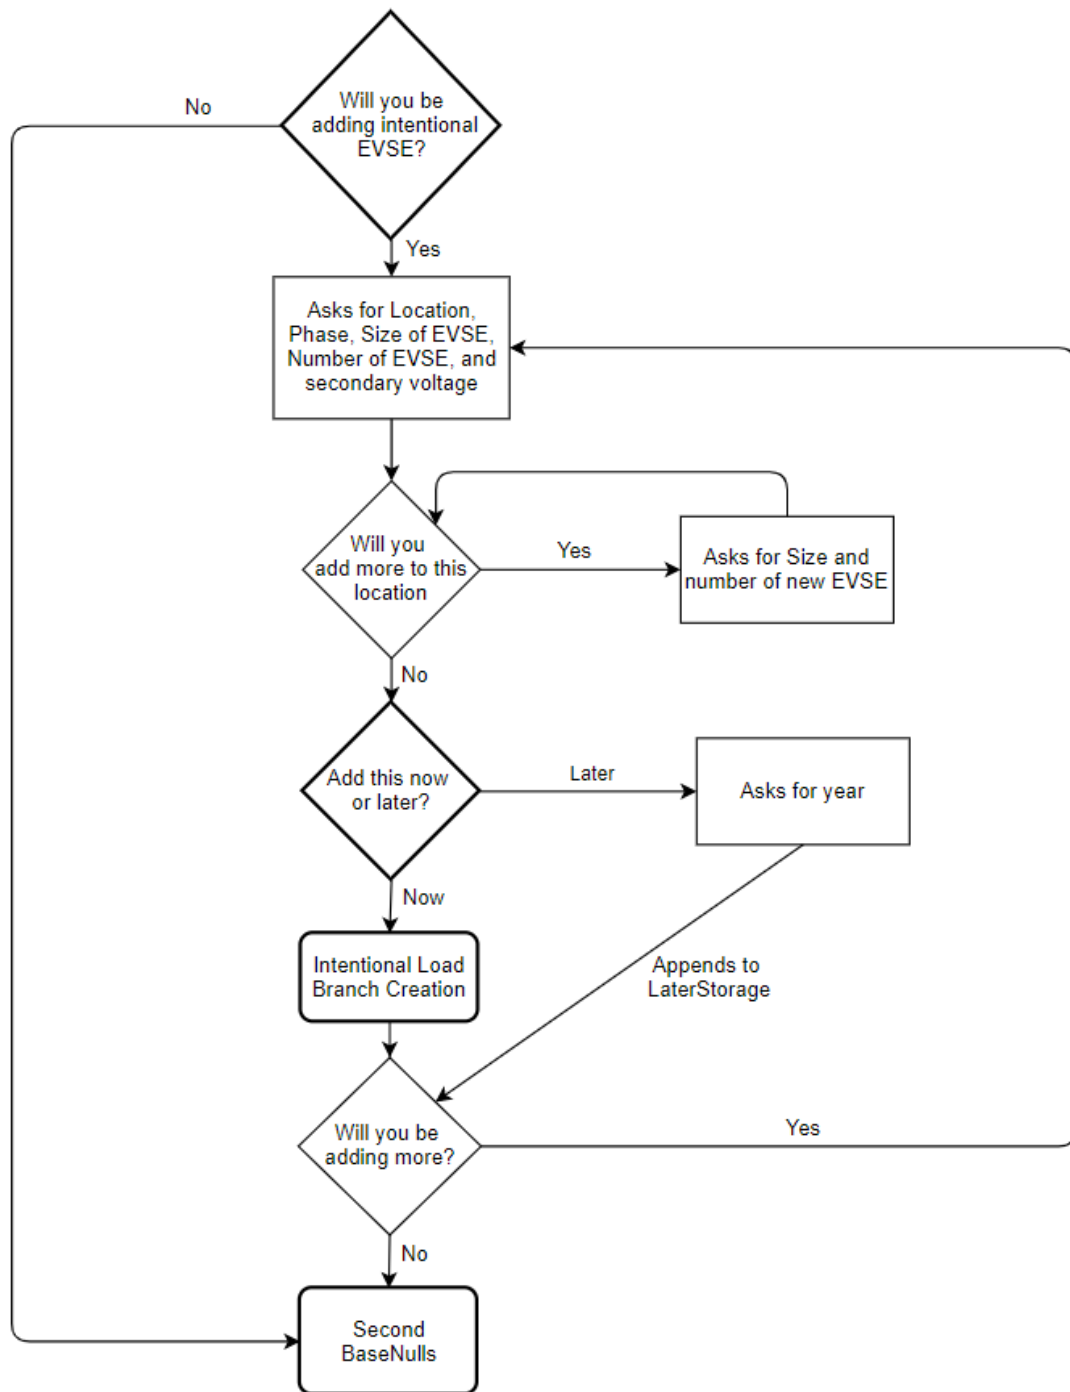 No
Will you be
adding intentional
EVSE?
Yes
Asks for Location,
Phase, Size of EVSE,
Number of EVSE, and
secondary voltage
Will you
add more to this
location
Yes
Asks for Size and
number of new EVSE
No
Add this now
or later?
Later
Asks for year
Now
Intentional Load
Branch Creation
Appends to
LaterStorage
Will you be
adding more?
Yes
No
Second
BaseNulls